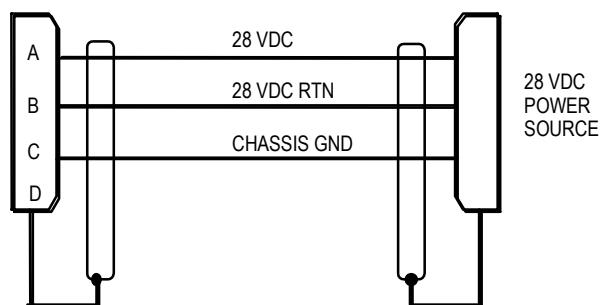 A
28 VDC
B
28 VDC RTN
C
CHASSIS GND
D
28 VDC
POWER
SOURCE